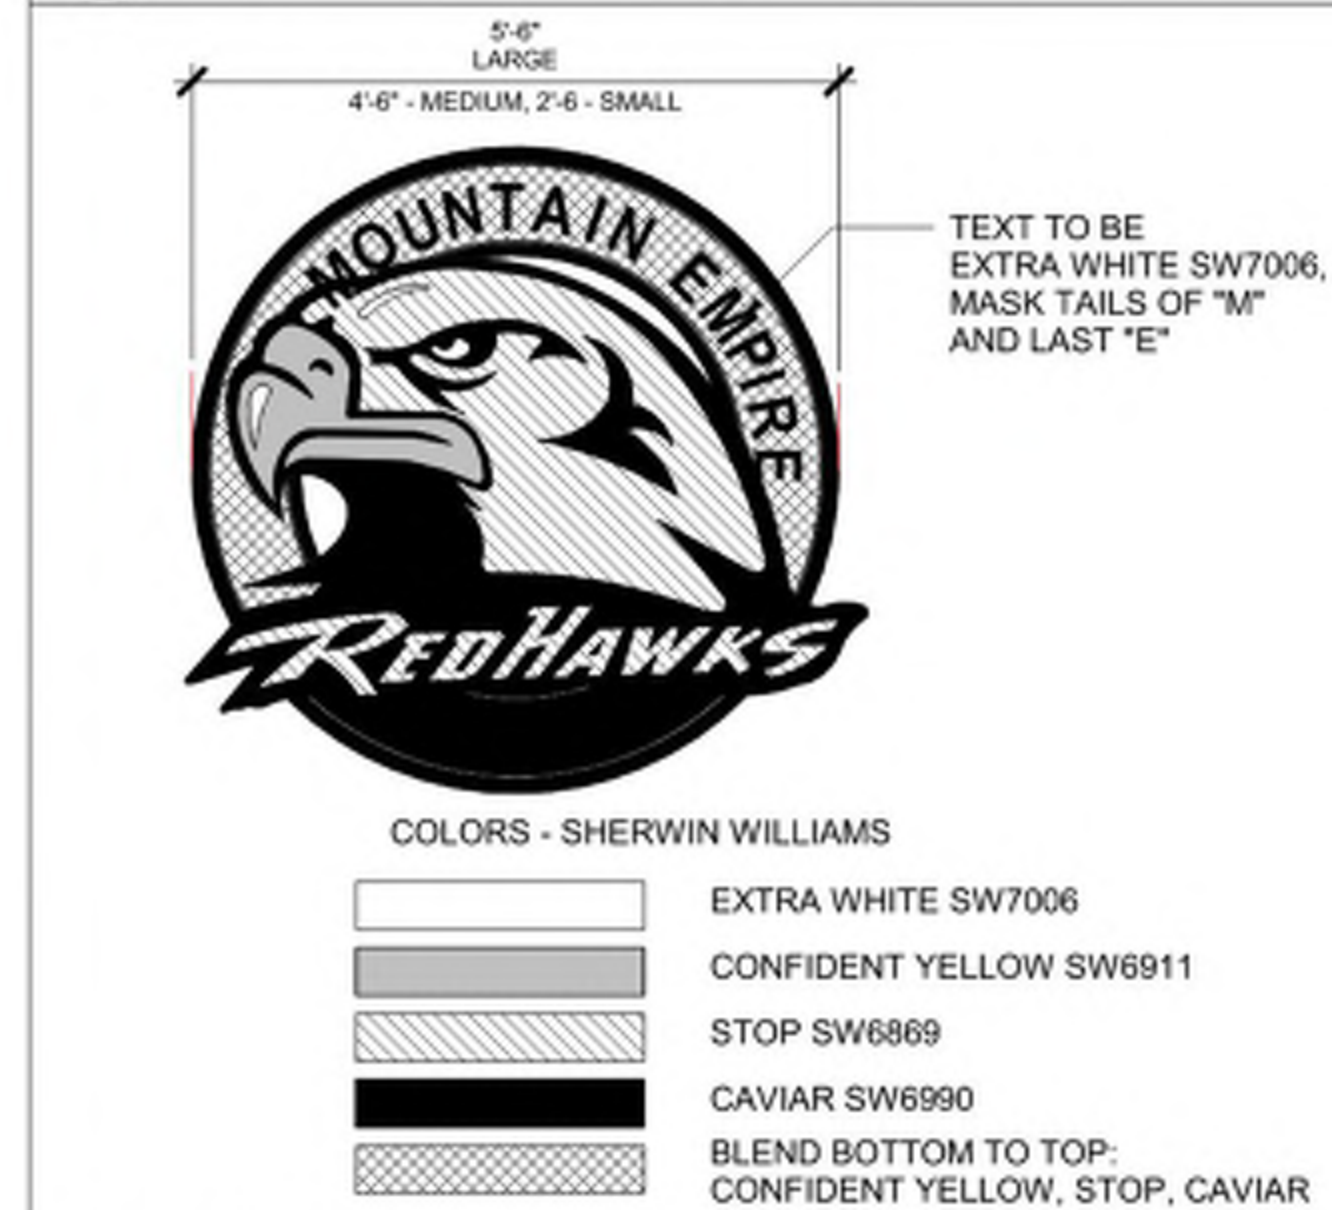 5'-6"
LARGE
4'-6" - MEDIUM, 2'-6 - SMALL
MOUNTAIN EMPIRE
TEXT TO BE
EXTRA WHITE SW7006,
MASK TAILS OF "M"
AND LAST "E"
REDHAWKS
COLORS - SHERWIN WILLIAMS
EXTRA WHITE SW7006
CONFIDENT YELLOW SW6911
STOP SW6869
CAVIAR SW6990
BLEND BOTTOM TO TOP:
CONFIDENT YELLOW, STOP, CAVIAR